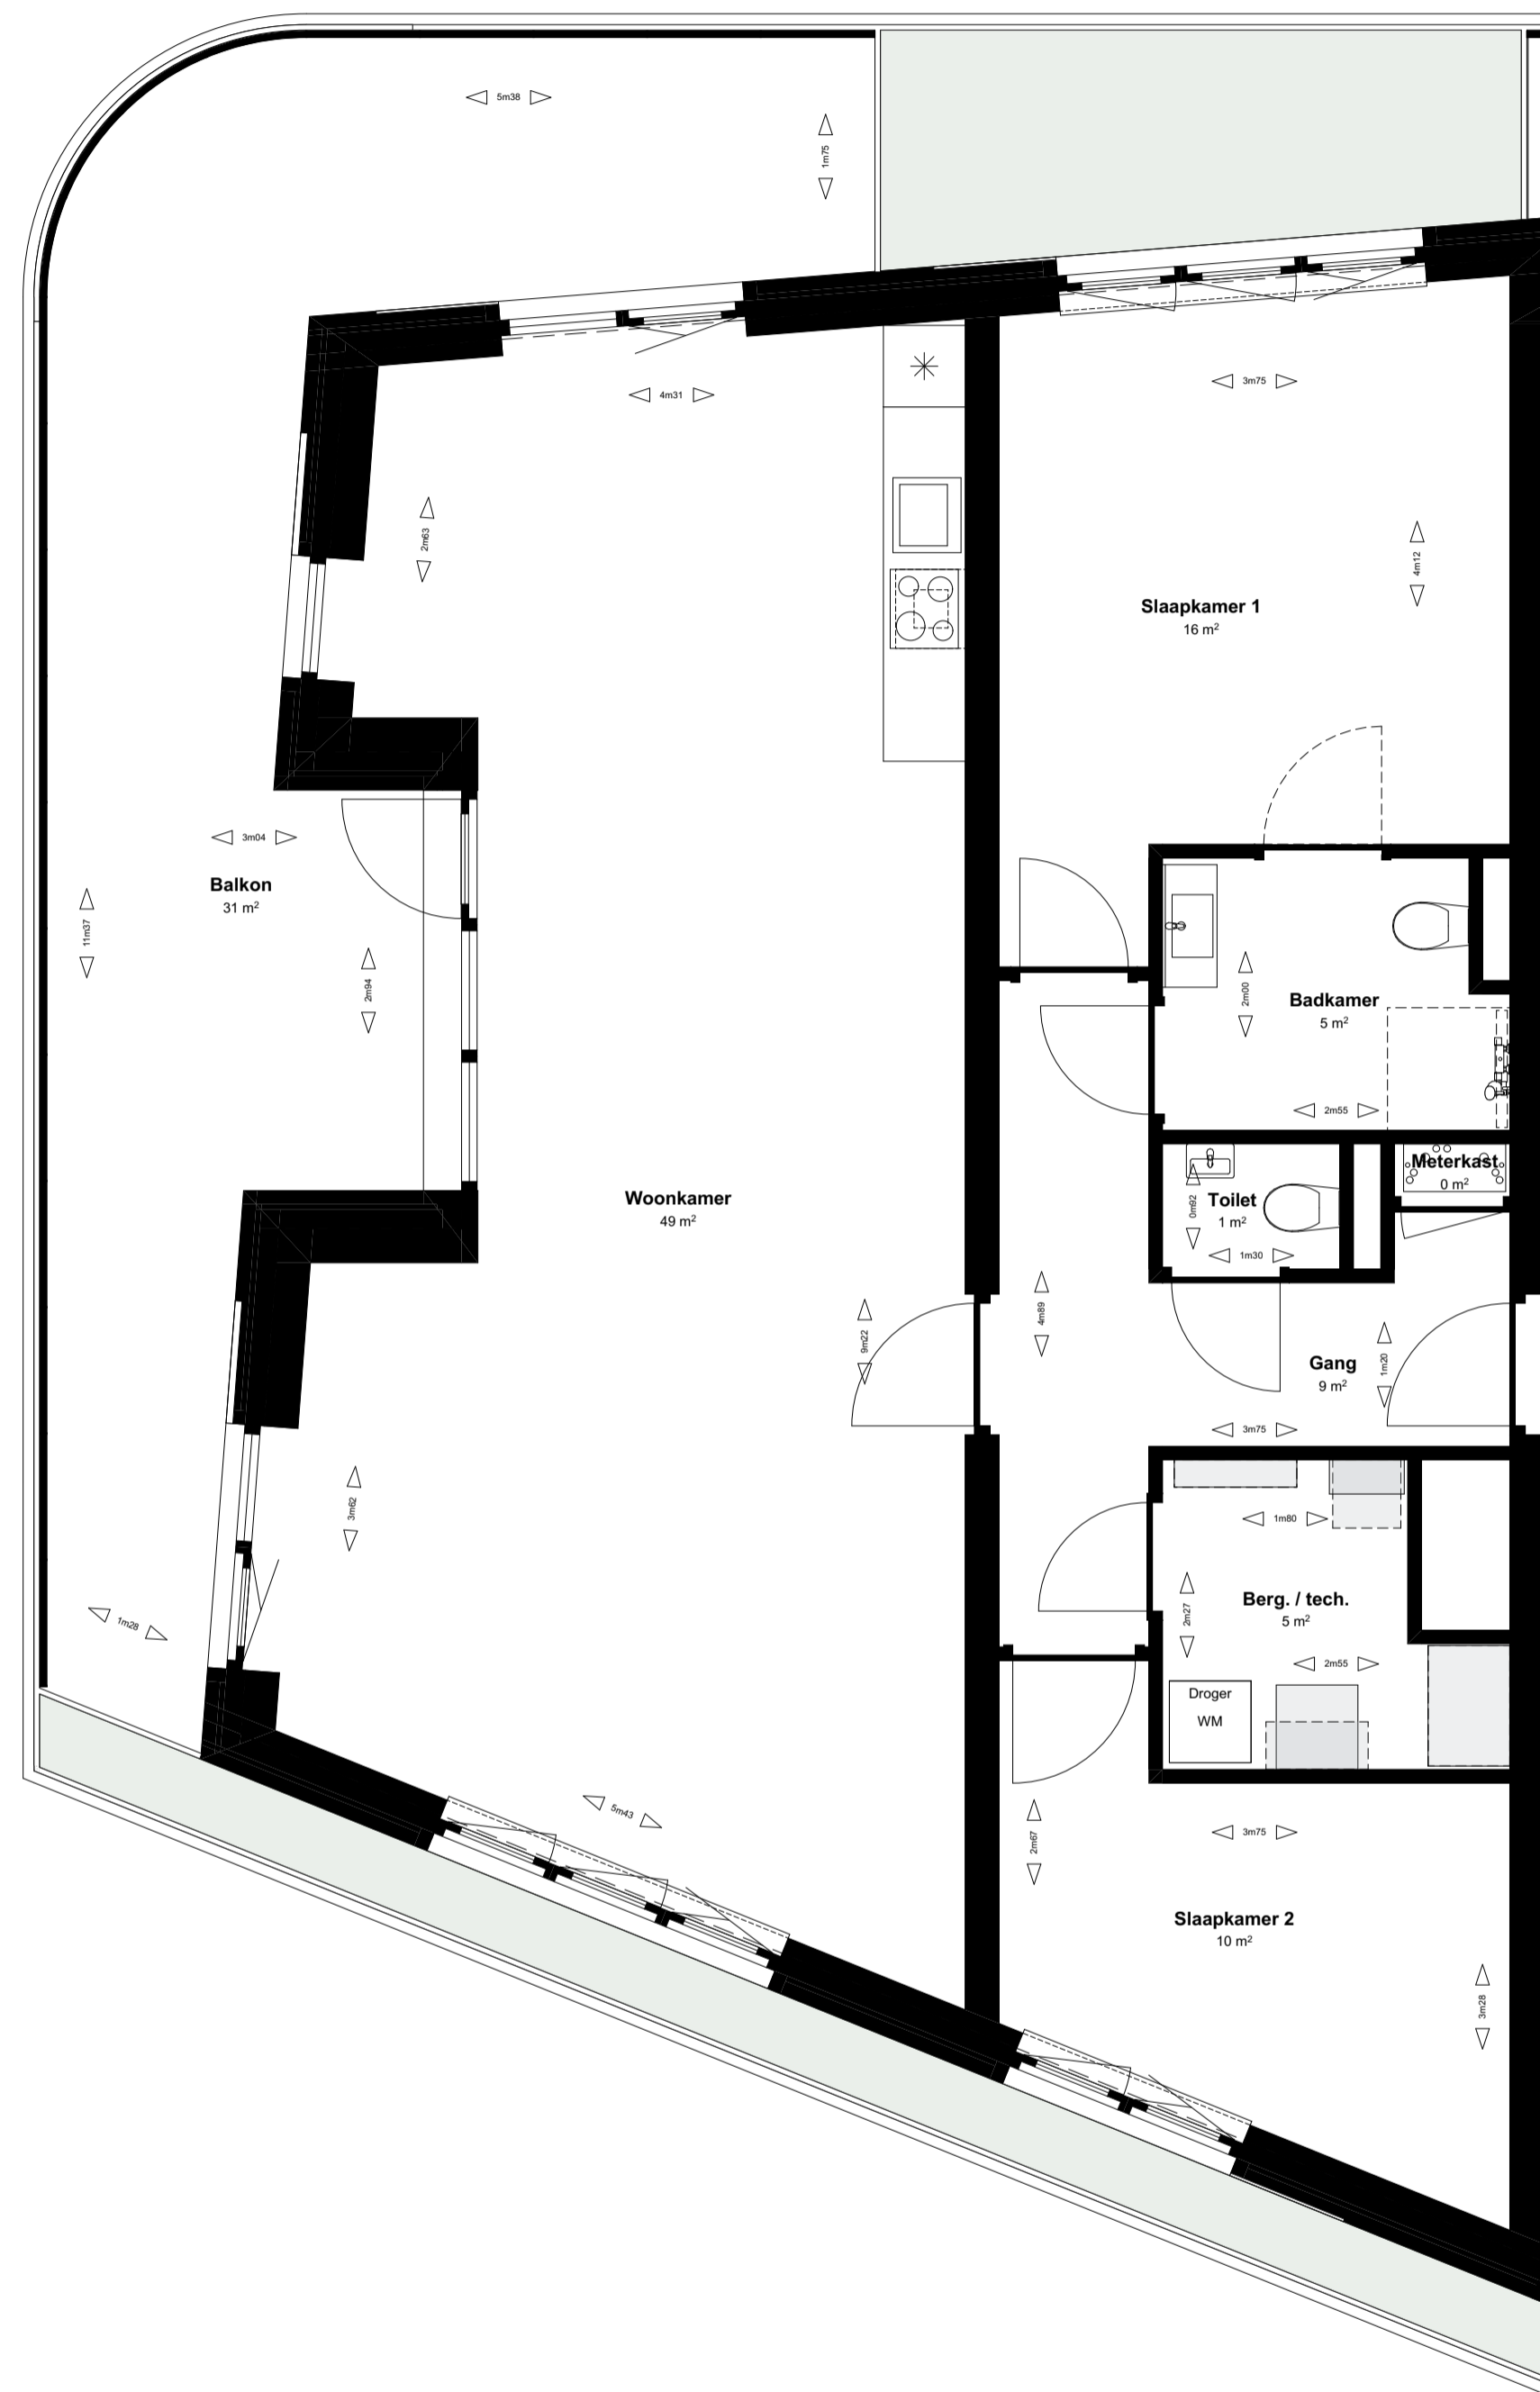 5m38
1m75
4m31
3m75
2m63
4m12
Slaapkamer 1
16 m²
3m04
Balkon
31 m²
11m37
2m94
2m00
Badkamer
5 m²
2m55
Meterkast
0 m²
Woonkamer
49 m²
0m92
Toilet
1 m²
1m30
4m89
9m22
Gang
9 m²
1m20
3m75
3m62
1m80
1m28
2m27
Berg. / tech.
5 m²
2m55
Droger
WM
5m43
2m67
3m75
Slaapkamer 2
10 m²
3m28